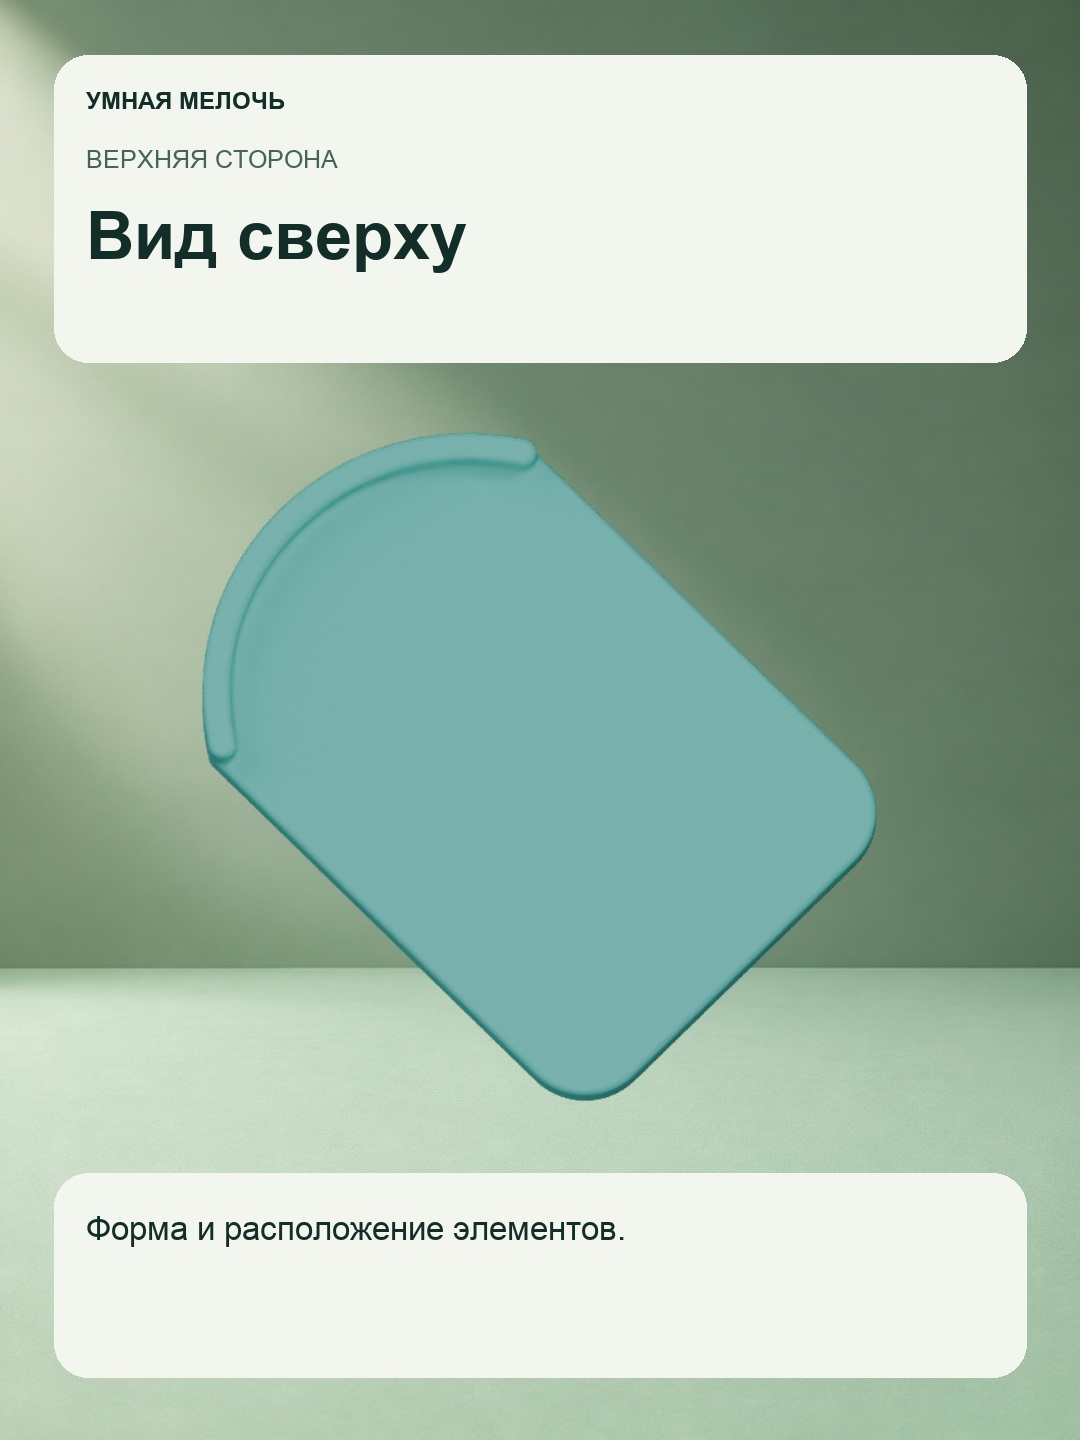 УМНАЯ МЕЛОЧЬ
ВЕРХНЯЯ СТОРОНА
Вид сверху
Форма и расположение элементов.